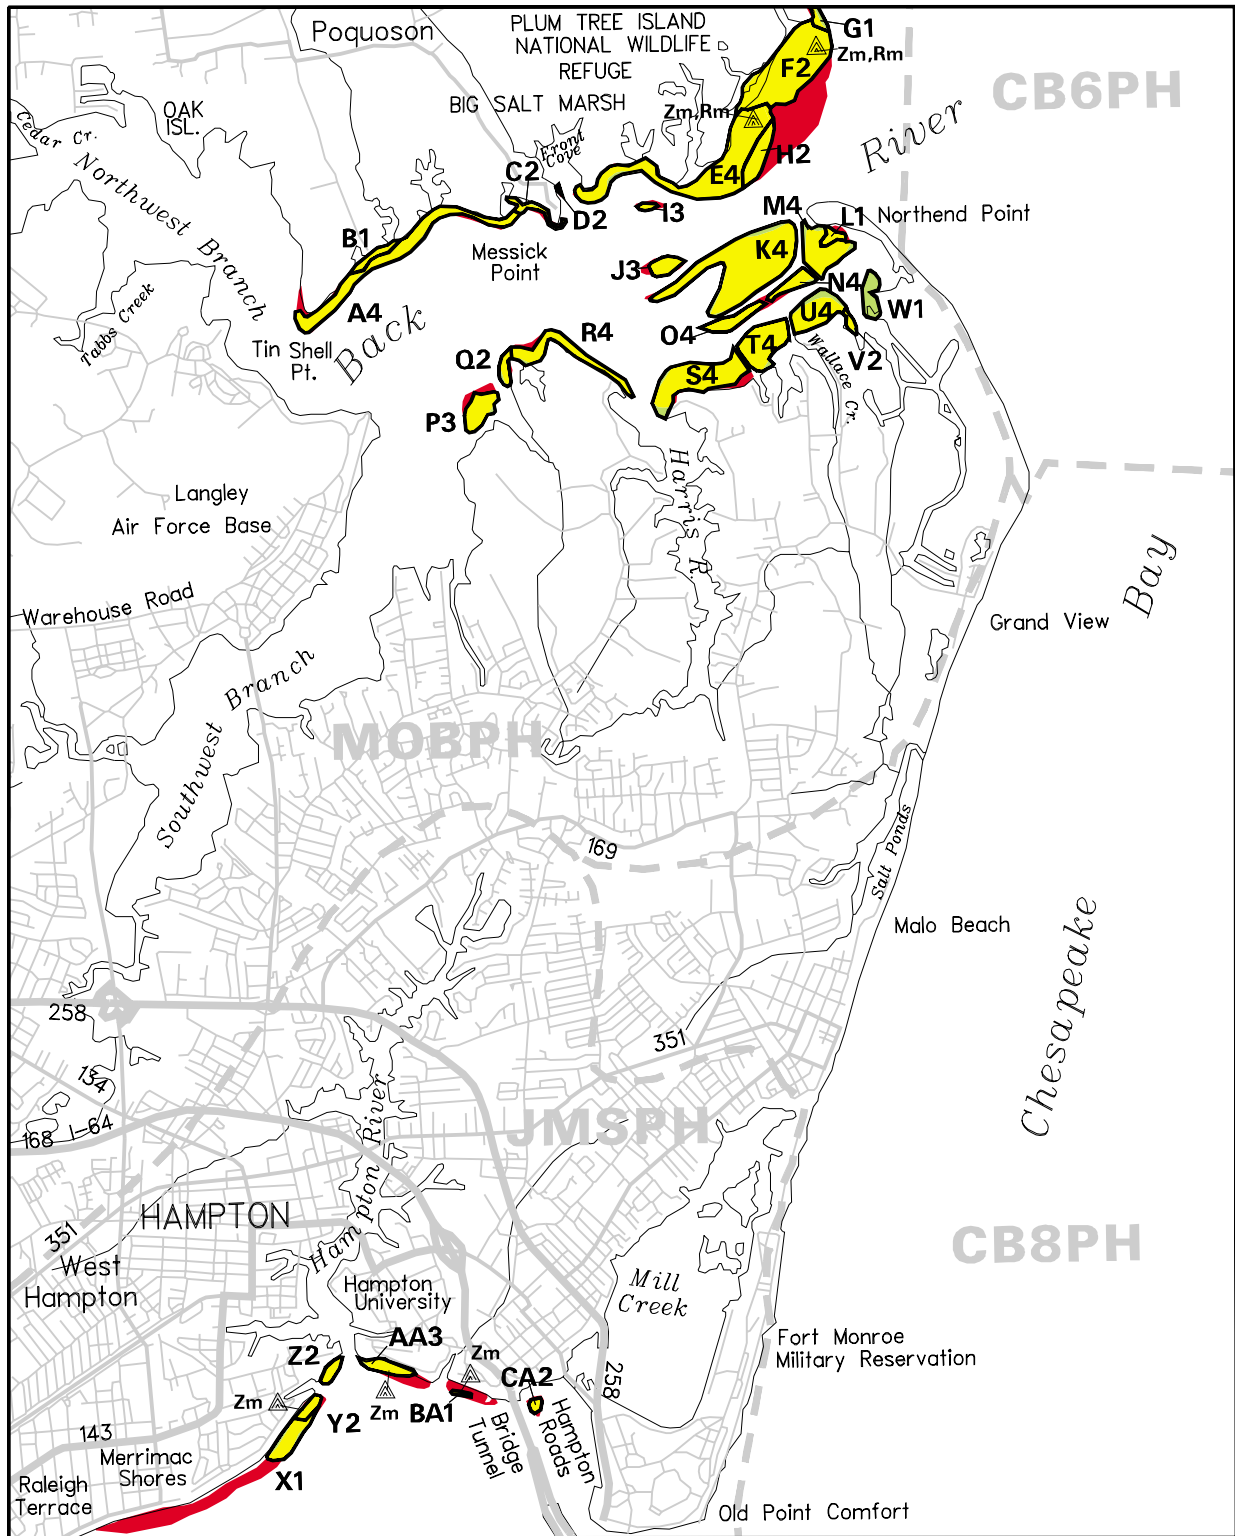 Poquoson
PLUM TREE ISLAND
NATIONAL WILDLIFE
REFUGE
BIG SALT MARSH
G1
Zm,Rm
F2
CB6PH
OAK
ISL.
Cedar Cr.
Zm,Rm
River
Front
Cove
H2
E4
Northwest Branch
C2
D2
I3
M4
L1
Northend Point
B1
Messick
Point
K4
J3
N4
W1
A4
Tabbs Creek
Back
U4
O4
T4
R4
Tin Shell
Pt.
Q2
V2
Wallace Cr.
S4
P3
Harris R.
Langley
Air Force Base
Bay
Warehouse Road
Grand View
Southwest Branch
MOBPH
169
Salt Ponds
Malo Beach
Chesapeake
258
351
134
168
I-64
JMSPH
Hampton River
HAMPTON
351
West
Hampton
CB8PH
Mill
Creek
Hampton
University
Fort Monroe
Military Reservation
AA3
Z2
Zm
CA2
258
Zm
Zm
BA1
Y2
Bridge
Tunnel
Hampton
Roads
143
Merrimac
Shores
X1
Raleigh
Terrace
Old Point Comfort